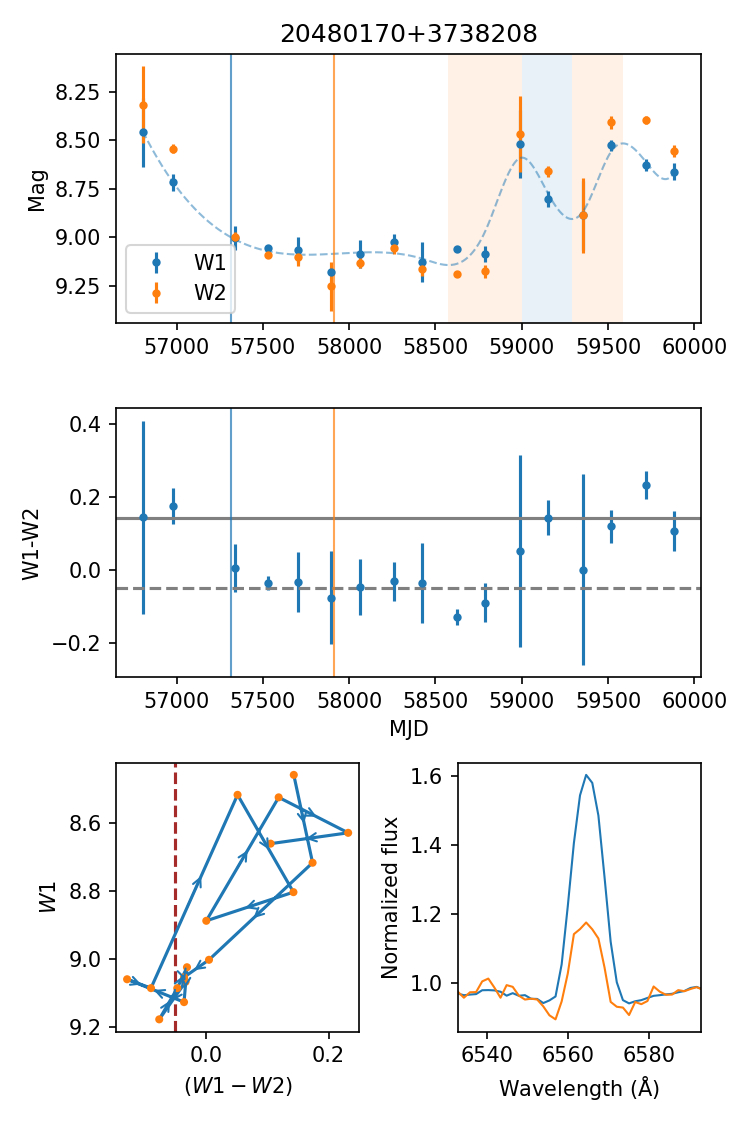 20480170+3738208
Mag
8.25
8.50
8.75
9.00
9.25
W1
W2
57000 57500 58000 58500 59000 59500 60000
W1-W2
0.4
0.2
0.0
−0.2
57000 57500 58000 58500 59000 59500 60000
MJD
W1
8.6
8.8
9.0
9.2
0.0 0.2
(W1 − W2)
Normalized flux
1.6
1.4
1.2
1.0
6540 6560 6580
Wavelength (Å)